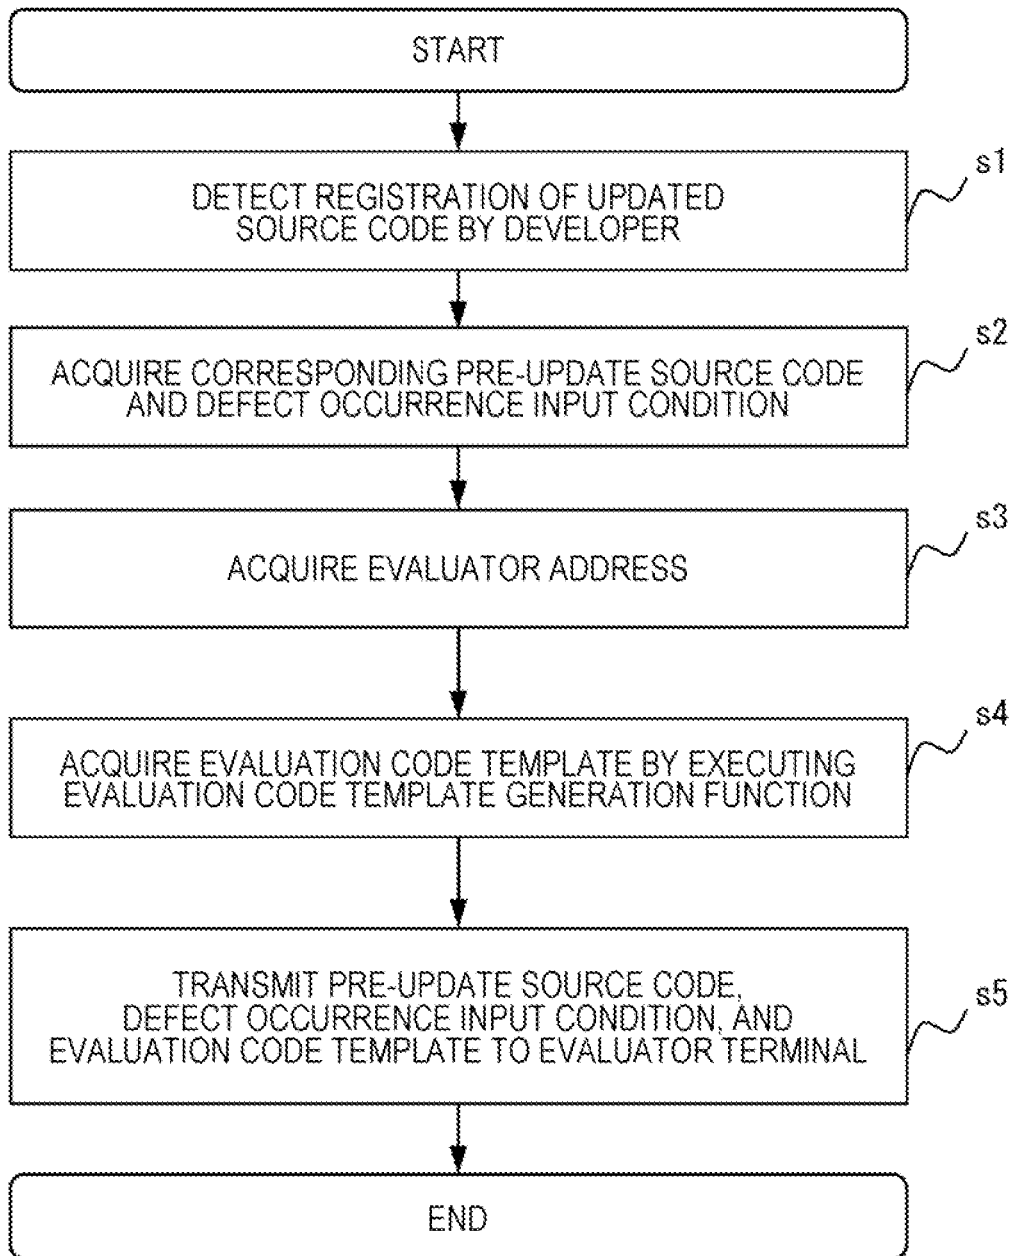 START
s1
DETECT REGISTRATION OF UPDATED
SOURCE CODE BY DEVELOPER
s2
ACQUIRE CORRESPONDING PRE-UPDATE SOURCE CODE
AND DEFECT OCCURRENCE INPUT CONDITION
s3
ACQUIRE EVALUATOR ADDRESS
s4
ACQUIRE EVALUATION CODE TEMPLATE BY EXECUTING
EVALUATION CODE TEMPLATE GENERATION FUNCTION
s5
TRANSMIT PRE-UPDATE SOURCE CODE,
DEFECT OCCURRENCE INPUT CONDITION, AND
EVALUATION CODE TEMPLATE TO EVALUATOR TERMINAL
END